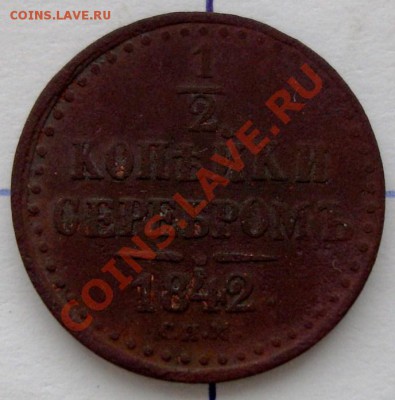 COINS.LAVE.RU
1
2
КОПѢЙКИ
СЕРЕБРОМЪ
1842
С.П.М.
COINS.LAVE.RU